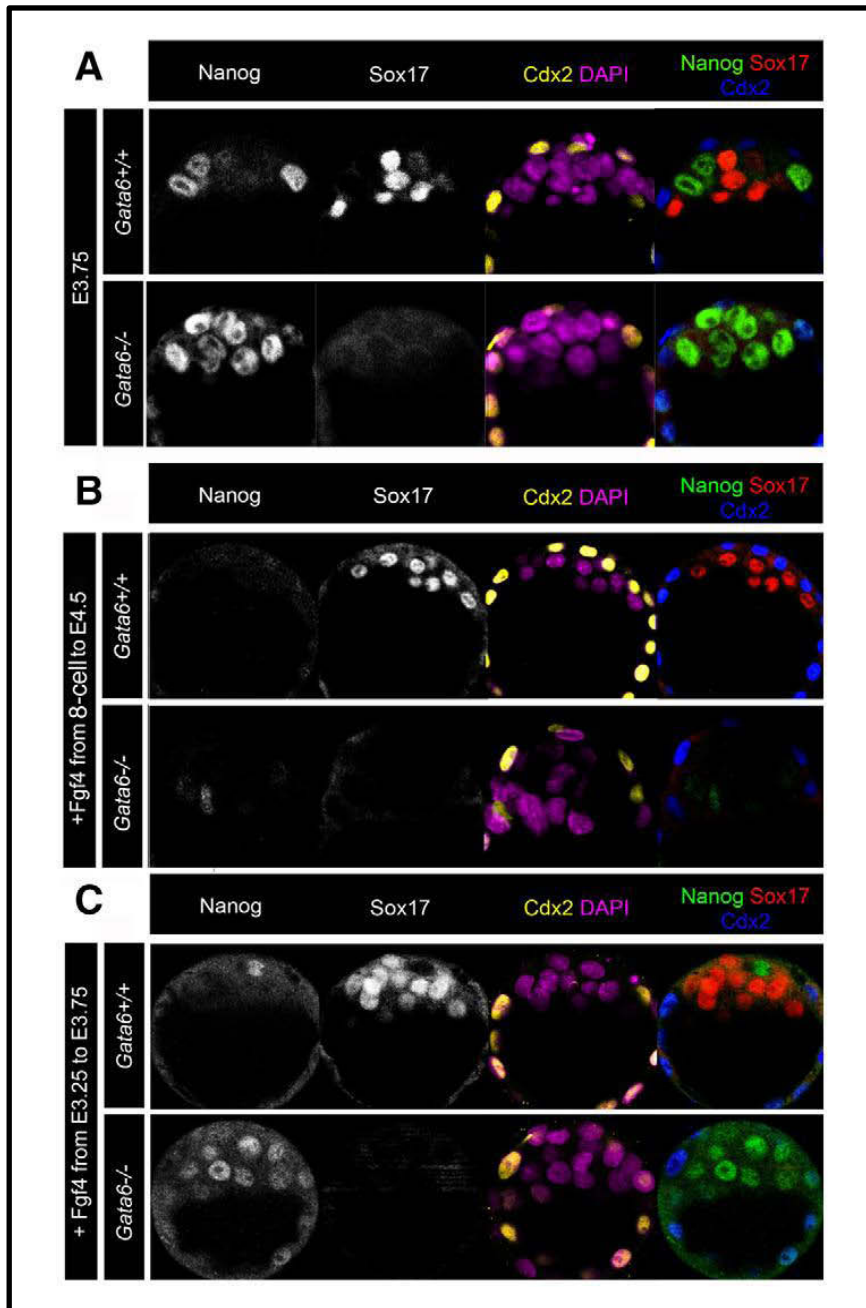 A
Nanog
Sox17
Cdx2 DAPI
Nanog Sox17
Cdx2
E3.75
Gata6+/+
Gata6-/-
B
Nanog
Sox17
Cdx2 DAPI
Nanog Sox17
Cdx2
+Fgf4 from 8-cell to E4.5
Gata6+/+
Gata6-/-
C
Nanog
Sox17
Cdx2 DAPI
Nanog Sox17
Cdx2
+ Fgf4 from E3.25 to E3.75
Gata6+/+
Gata6-/-